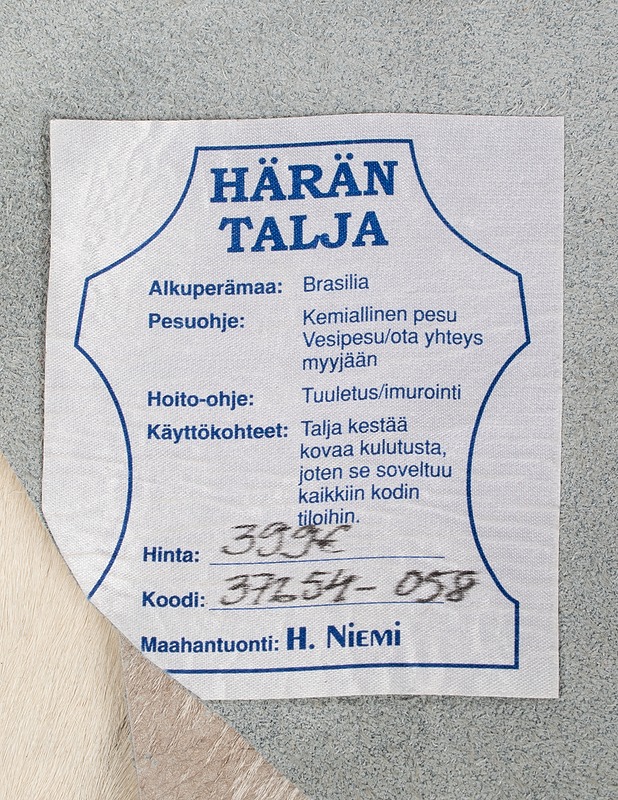 HÄRÄN
TALJA
Alkuperämaa: Brasilia
Pesuohje: Kemiallinen pesu
Vesipesu/ota yhteys
myyjään
Hoito-ohje: Tuuletus/imurointi
Käyttökohteet: Talja kestää
kovaa kulutusta,
joten se soveltuu
kaikkiin kodin
tiloihin.
Hinta: 399€
Koodi: 37254-058
Maahantuonti: H. NIEMI